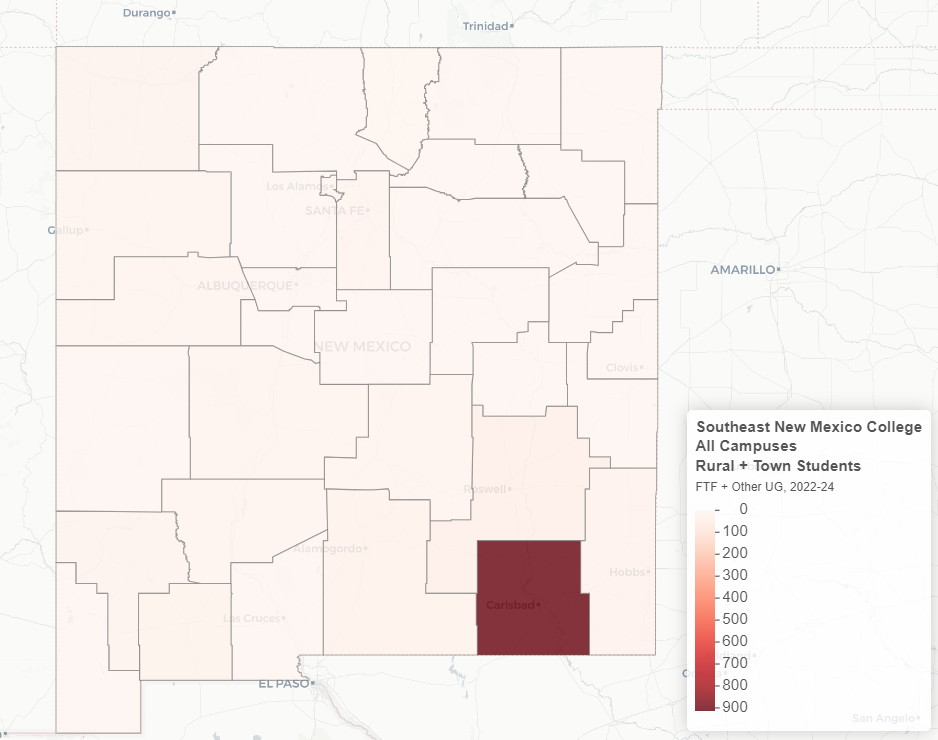 Durango
Trinidad
Los Alamos
SANTA FE
Gallup
AMARILLO
ALBUQUERQUE
NEW MEXICO
Clovis
Roswell
Alamogordo
Hobbs
Carlsbad
Las Cruces
EL PASO
San Angelo
Southeast New Mexico College
All Campuses
Rural + Town Students
FTF + Other UG, 2022-24
0
100
200
300
400
500
600
700
800
900